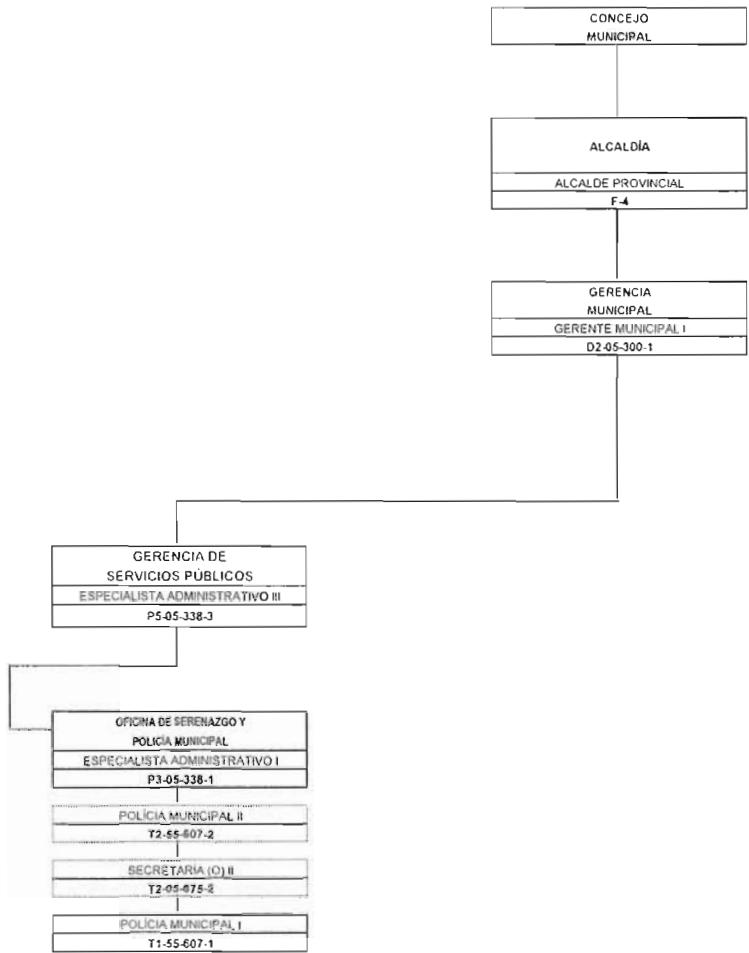 CONCEJO
MUNICIPAL
ALCALDÍA
ALCALDE PROVINCIAL
F-4
GERENCIA
MUNICIPAL
GERENTE MUNICIPAL I
D2-05-300-1
GERENCIA DE
SERVICIOS PÚBLICOS
ESPECIALISTA ADMINISTRATIVO III
P5-05-338-3
OFICINA DE SERENAZGO Y
POLICÍA MUNICIPAL
ESPECIALISTA ADMINISTRATIVO I
P3-05-338-1
POLÍCIA MUNICIPAL II
T2-55-607-2
SECRETARIA (O) II
T2-05-675-2
POLÍCIA MUNICIPAL I
T1-55-607-1